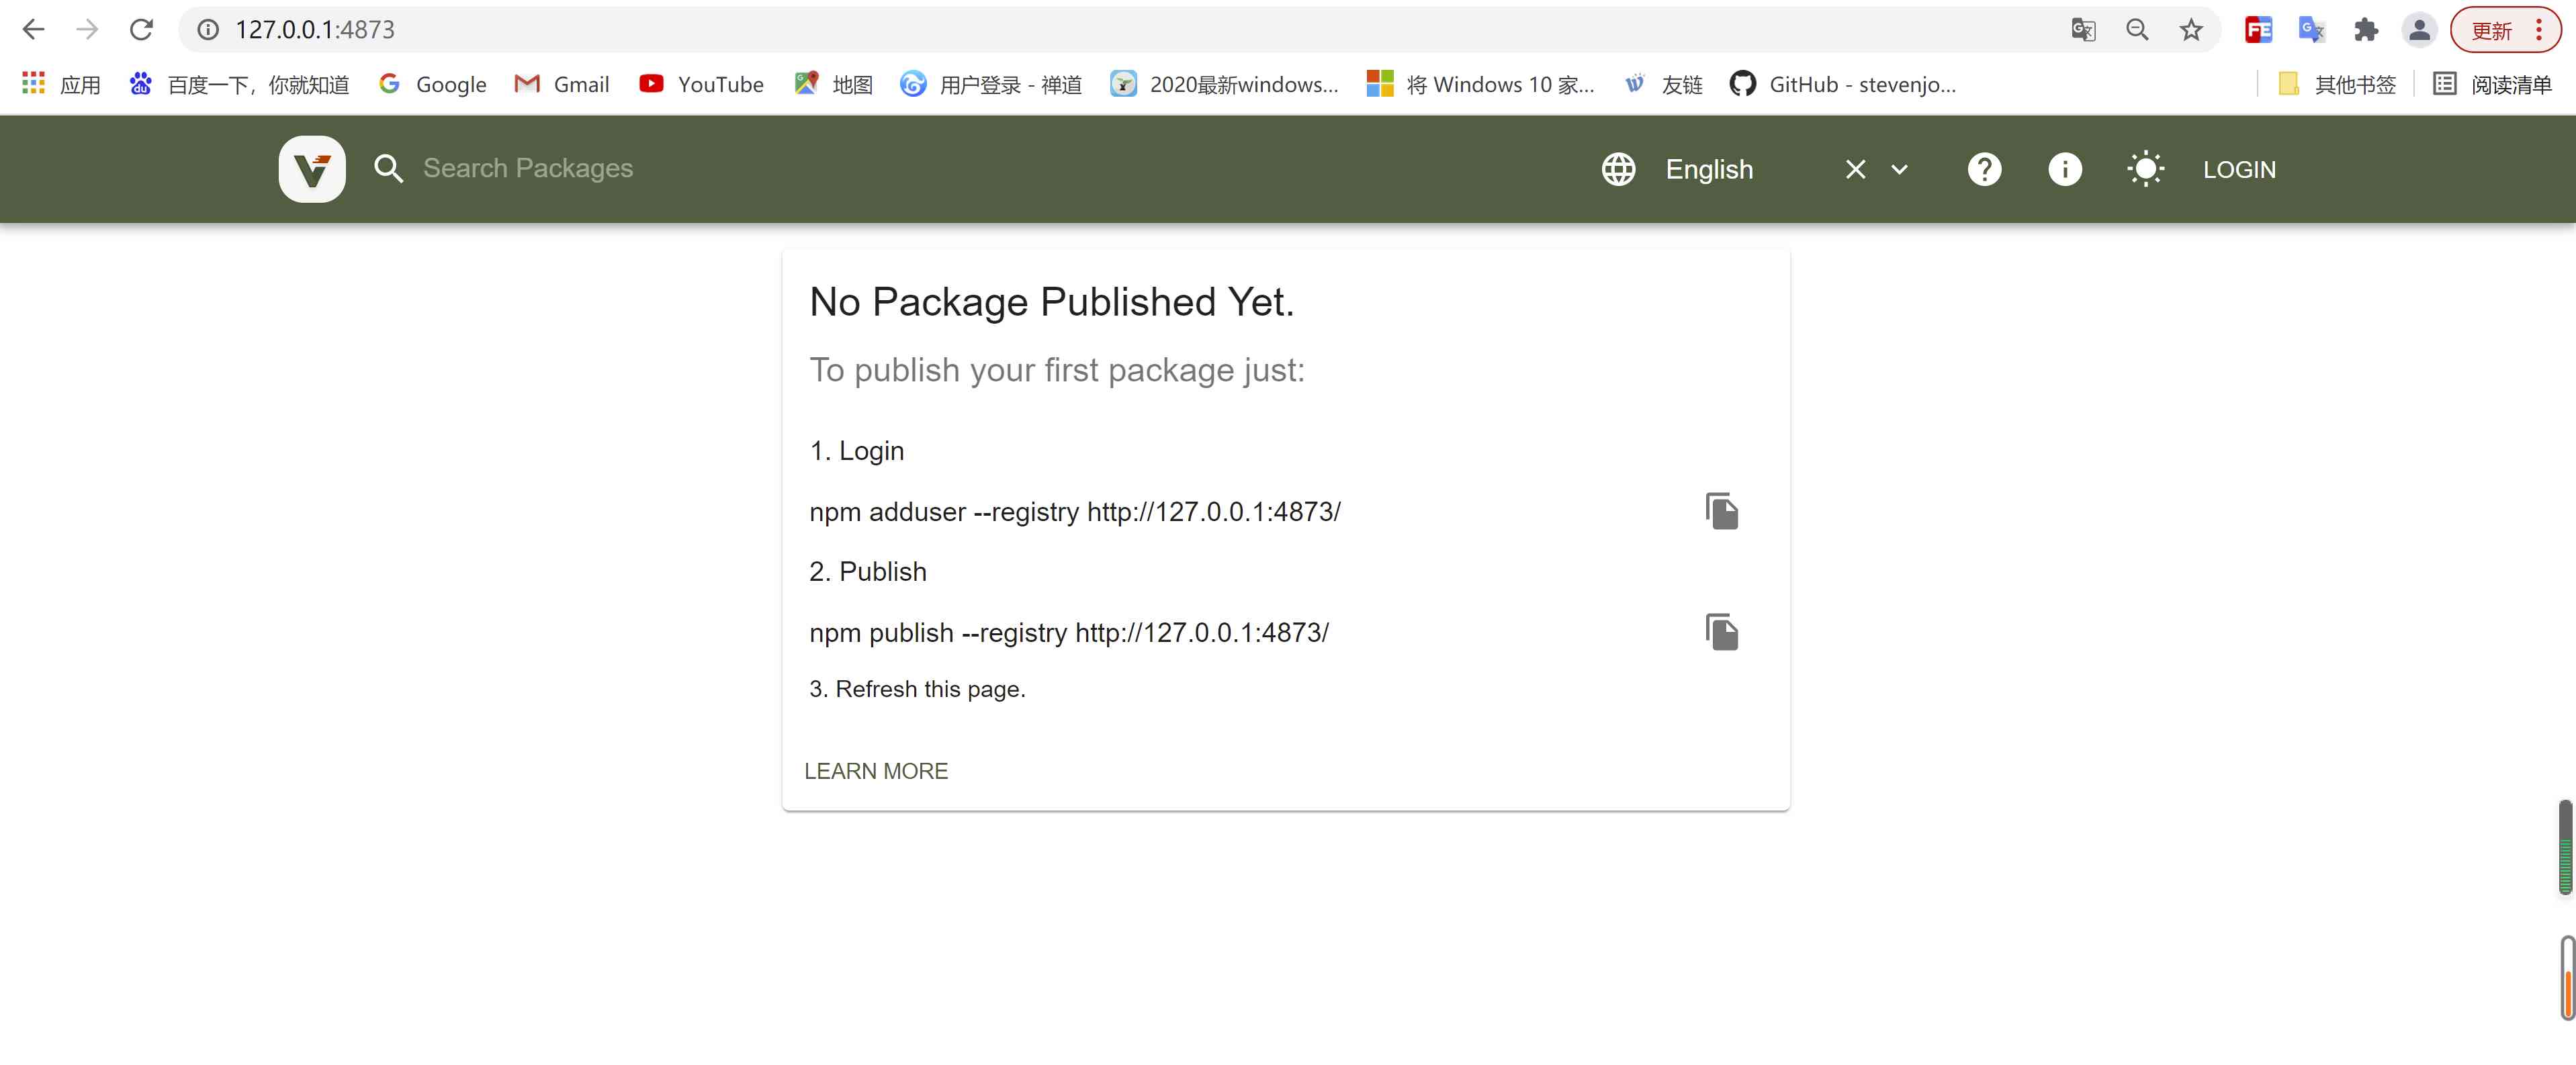 127.0.0.1:4873
更新
应用 百度一下，你就知道 Google Gmail YouTube 地图 用户登录 - 禅道 2020最新windows... 将 Windows 10 家... 友链 GitHub - stevenjo... 其他书签 阅读清单
Search Packages English LOGIN
No Package Published Yet.
To publish your first package just:
1. Login
npm adduser --registry http://127.0.0.1:4873/
2. Publish
npm publish --registry http://127.0.0.1:4873/
3. Refresh this page.
LEARN MORE